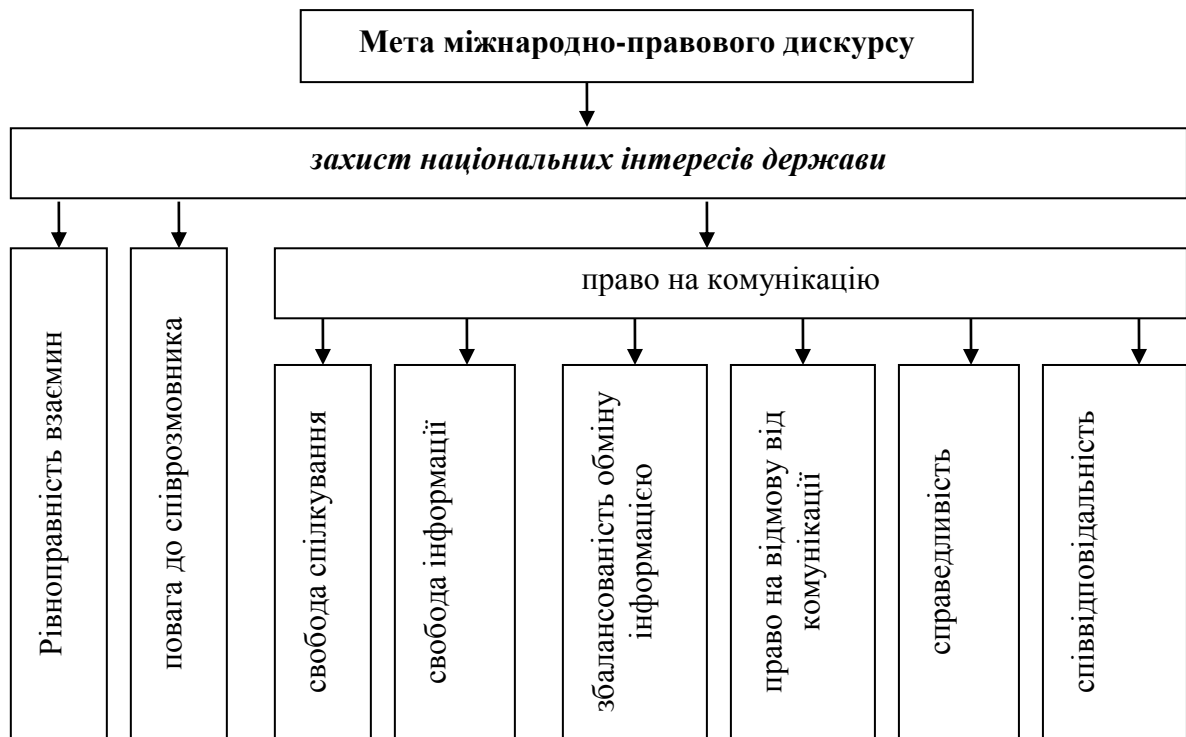 Мета міжнародно-правового дискурсу
захист національних інтересів держави
Рівноправність взаємин
повага до співрозмовника
право на комунікацію
свобода спілкування
свобода інформації
збалансованість обміну
інформацією
право на відмову від
комунікації
справедливість
співвідповідальність